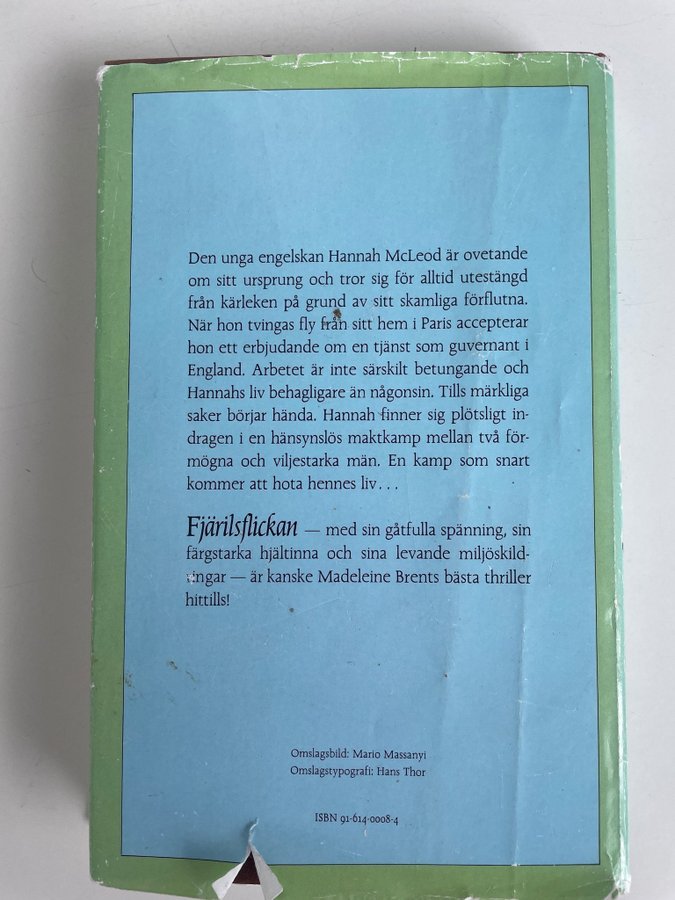 Den unga engelskan Hannah McLeod är ovetande
om sitt ursprung och tror sig för alltid utestängd
från kärleken på grund av sitt skamliga förflutna.
När hon tvingas fly från sitt hem i Paris accepterar
hon ett erbjudande om en tjänst som guvernant i
England. Arbetet är inte särskilt betungande och
Hannahs liv behagligare än någonsin. Tills märkliga
saker börjar hända. Hannah finner sig plötsligt in-
dragen i en hänsynslös maktkamp mellan två för-
mögna och viljestarka män. En kamp som snart
kommer att hota hennes liv...
Fjärilsflickan — med sin gåtfulla spänning, sin
färgstarka hjältinna och sina levande miljöskild-
ringar — är kanske Madeleine Brents bästa thriller
hittills!
Omslagsbild: Mario Massanyi
Omslagstypografi: Hans Thor
ISBN 91-614-0008-4